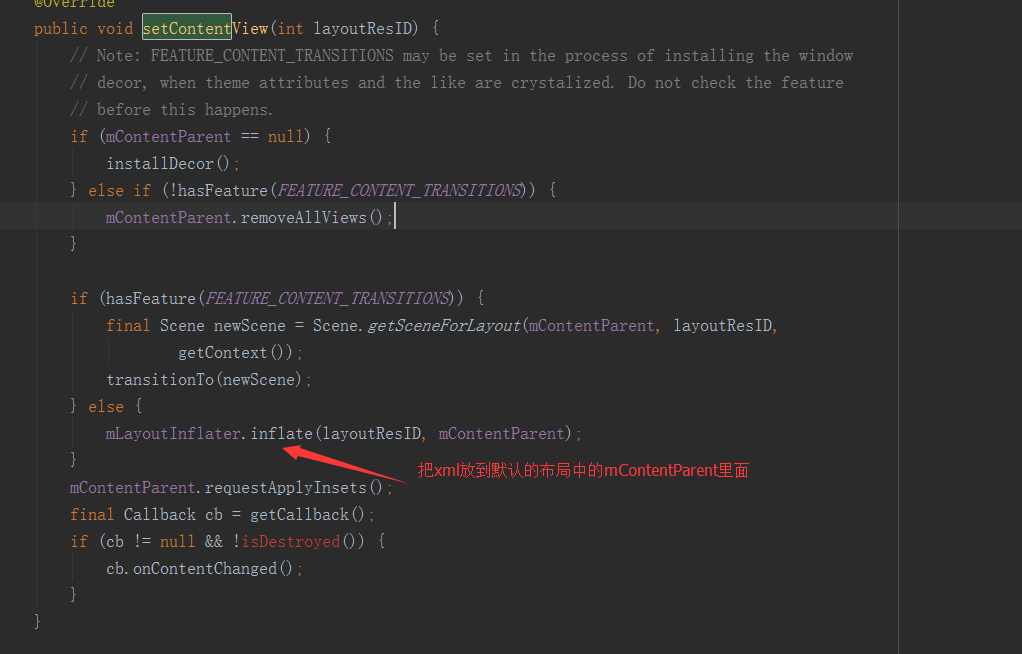 @Override
public void setContentView(int layoutResID) {
// Note: FEATURE_CONTENT_TRANSITIONS may be set in the process of installing the window
// decor, when theme attributes and the like are crystalized. Do not check the feature
// before this happens.
if (mContentParent == null) {
installDecor();
} else if (!hasFeature(FEATURE_CONTENT_TRANSITIONS)) {
mContentParent.removeAllViews();
}
if (hasFeature(FEATURE_CONTENT_TRANSITIONS)) {
final Scene newScene = Scene.getSceneForLayout(mContentParent, layoutResID,
getContext());
transitionTo(newScene);
} else {
mLayoutInflater.inflate(layoutResID, mContentParent);
}
把xml放到默认的布局中的mContentParent里面
mContentParent.requestApplyInsets();
final Callback cb = getCallback();
if (cb != null && !isDestroyed()) {
cb.onContentChanged();
}
}